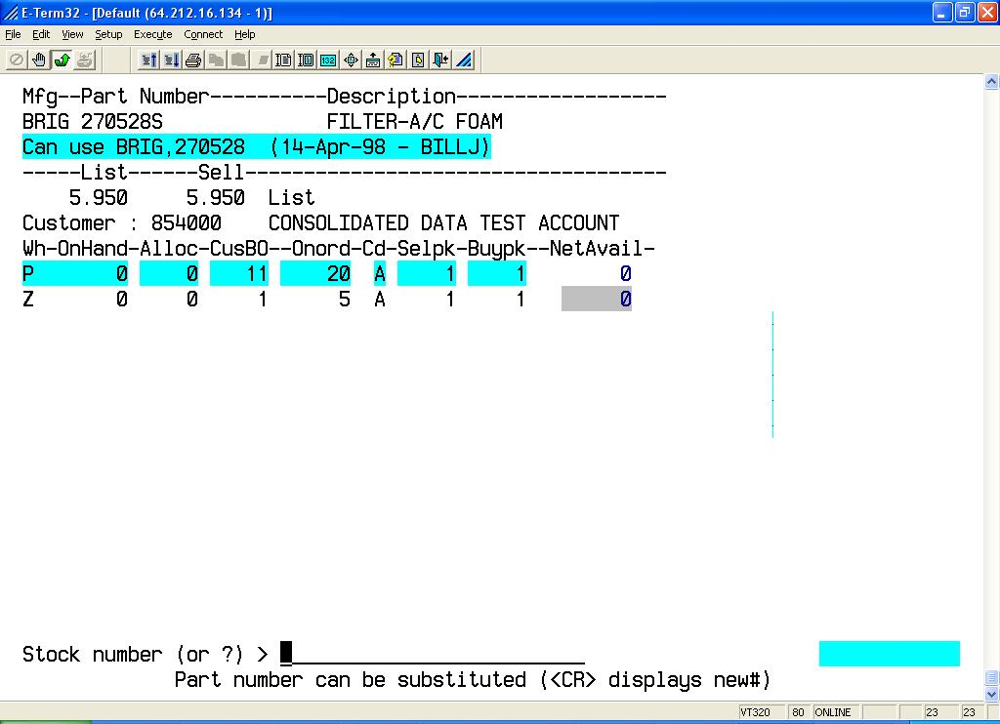 E-Term32 - [Default (64.212.16.134 - 1)]
File Edit View Setup Execute Connect Help
132
Mfg--Part Number----------Description------------------
BRIG 270528S              FILTER-A/C FOAM
Can use BRIG,270528  (14-Apr-98 - BILLJ)
-----List------Sell------------------------------------
    5.950     5.950  List
Customer : 854000    CONSOLIDATED DATA TEST ACCOUNT
Wh-OnHand-Alloc-CusBO--Onord-Cd-Selpk-Buypk--NetAvail-
P       0     0    11     20  A     1     1        0
Z       0     0     1      5  A     1     1        0
Stock number (or ?) >
Part number can be substituted (<CR> displays new#)
VT320 80 ONLINE 23 23